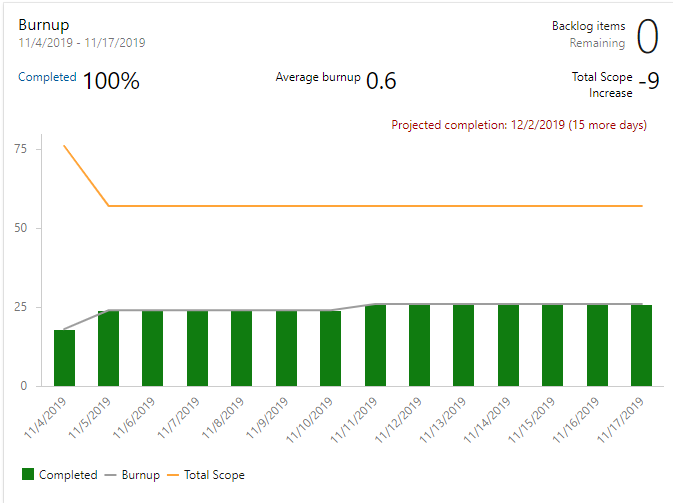 Burnup
11/4/2019 - 11/17/2019
Backlog items
Remaining
0
Completed 100%
Average burnup 0.6
Total Scope
Increase
-9
Projected completion: 12/2/2019 (15 more days)
75
50
25
0
11/4/2019
11/5/2019
11/6/2019
11/7/2019
11/8/2019
11/9/2019
11/10/2019
11/11/2019
11/12/2019
11/13/2019
11/14/2019
11/15/2019
11/16/2019
11/17/2019
Completed Burnup Total Scope